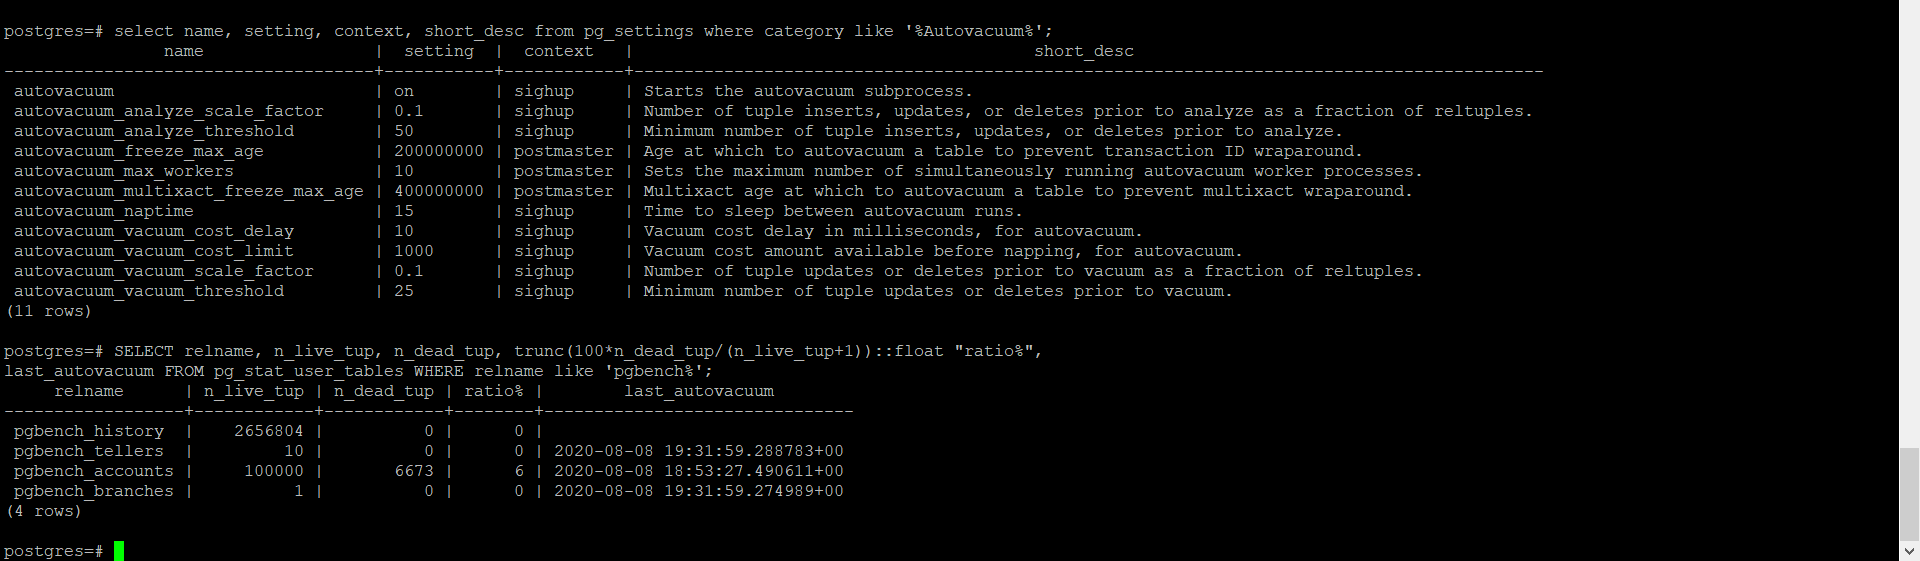 postgres=# select name, setting, context, short_desc from pg_settings where category like '%Autovacuum%';
                name                 |  setting  |  context   |                                        short_desc
-------------------------------------+-----------+------------+-------------------------------------------------------------------------------------------
 autovacuum                          | on        | sighup     | Starts the autovacuum subprocess.
 autovacuum_analyze_scale_factor     | 0.1       | sighup     | Number of tuple inserts, updates, or deletes prior to analyze as a fraction of reltuples.
 autovacuum_analyze_threshold        | 50        | sighup     | Minimum number of tuple inserts, updates, or deletes prior to analyze.
 autovacuum_freeze_max_age           | 200000000 | postmaster | Age at which to autovacuum a table to prevent transaction ID wraparound.
 autovacuum_max_workers              | 10        | postmaster | Sets the maximum number of simultaneously running autovacuum worker processes.
 autovacuum_multixact_freeze_max_age | 400000000 | postmaster | Multixact age at which to autovacuum a table to prevent multixact wraparound.
 autovacuum_naptime                  | 15        | sighup     | Time to sleep between autovacuum runs.
 autovacuum_vacuum_cost_delay        | 10        | sighup     | Vacuum cost delay in milliseconds, for autovacuum.
 autovacuum_vacuum_cost_limit        | 1000      | sighup     | Vacuum cost amount available before napping, for autovacuum.
 autovacuum_vacuum_scale_factor      | 0.1       | sighup     | Number of tuple updates or deletes prior to vacuum as a fraction of reltuples.
 autovacuum_vacuum_threshold         | 25        | sighup     | Minimum number of tuple updates or deletes prior to vacuum.
(11 rows)
postgres=# SELECT relname, n_live_tup, n_dead_tup, trunc(100*n_dead_tup/(n_live_tup+1))::float "ratio%",
last_autovacuum FROM pg_stat_user_tables WHERE relname like 'pgbench%';
     relname      | n_live_tup | n_dead_tup | ratio% |        last_autovacuum
------------------+------------+------------+--------+-------------------------------
 pgbench_history  |    2656804 |          0 |      0 |
 pgbench_tellers  |         10 |          0 |      0 | 2020-08-08 19:31:59.288783+00
 pgbench_accounts |     100000 |       6673 |      6 | 2020-08-08 18:53:27.490611+00
 pgbench_branches |          1 |          0 |      0 | 2020-08-08 19:31:59.274989+00
(4 rows)
postgres=#